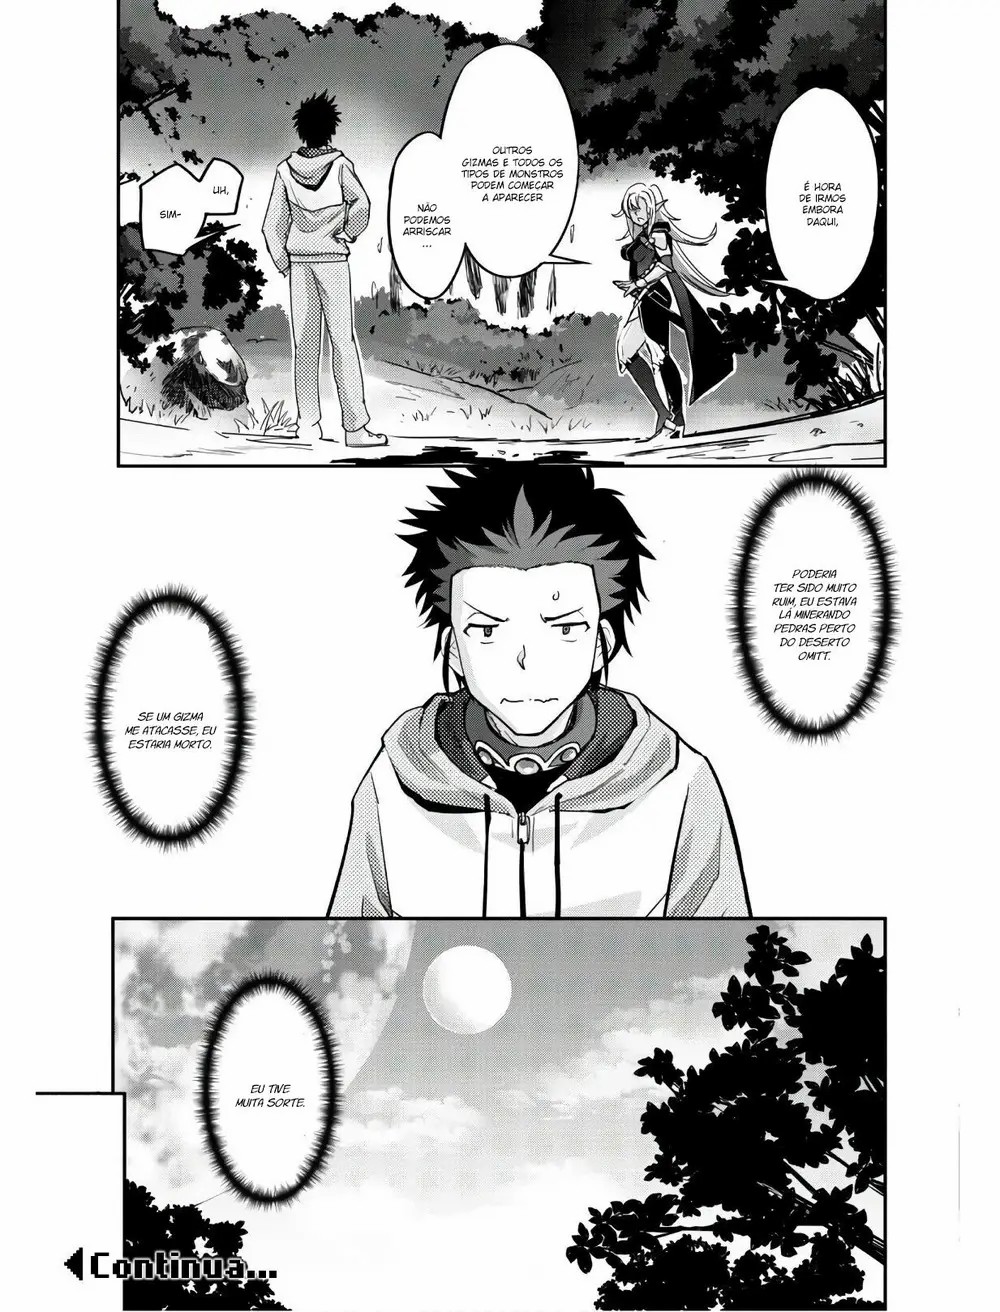 É HORA
DE IRMOS
EMBORA
DAQUI,
OUTROS
GIZMAS E TODOS OS
TIPOS DE MONSTROS
PODEM COMEÇAR
A APARECER
NÃO
PODEMOS
ARRISCAR
...
UH,
SIM-
PODERIA
TER SIDO MUITO
RUIM, EU ESTAVA
LÁ MINERANDO
PEDRAS PERTO
DO DESERTO
OMITT.
SE UM GIZMA
ME ATACASSE, EU
ESTARIA MORTO.
EU TIVE
MUITA SORTE.
Continua...